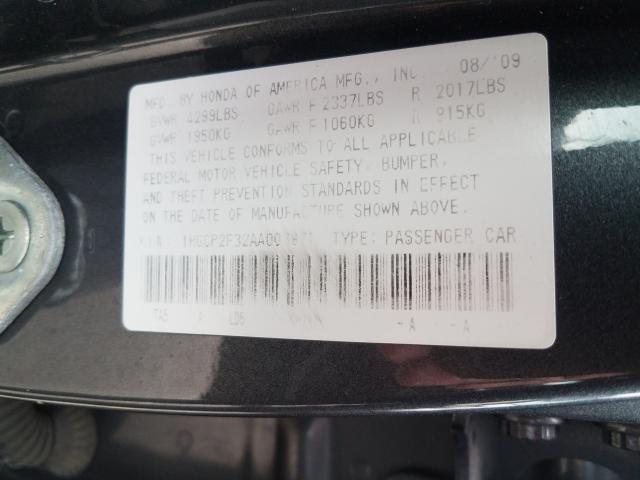 MFD. BY HONDA OF AMERICA MFG., INC. 08/'09
GVWR 4299LBS GAWR F 2337LBS R 2017LBS
GVWR 1950KG GAWR F 1060KG R 915KG
THIS VEHICLE CONFORMS TO ALL APPLICABLE
FEDERAL MOTOR VEHICLE SAFETY, BUMPER,
AND THEFT PREVENTION STANDARDS IN EFFECT
ON THE DATE OF MANUFACTURE SHOWN ABOVE.
V.I.N.: TYPE: PASSENGER CAR
TA5 A LD6 -A -A